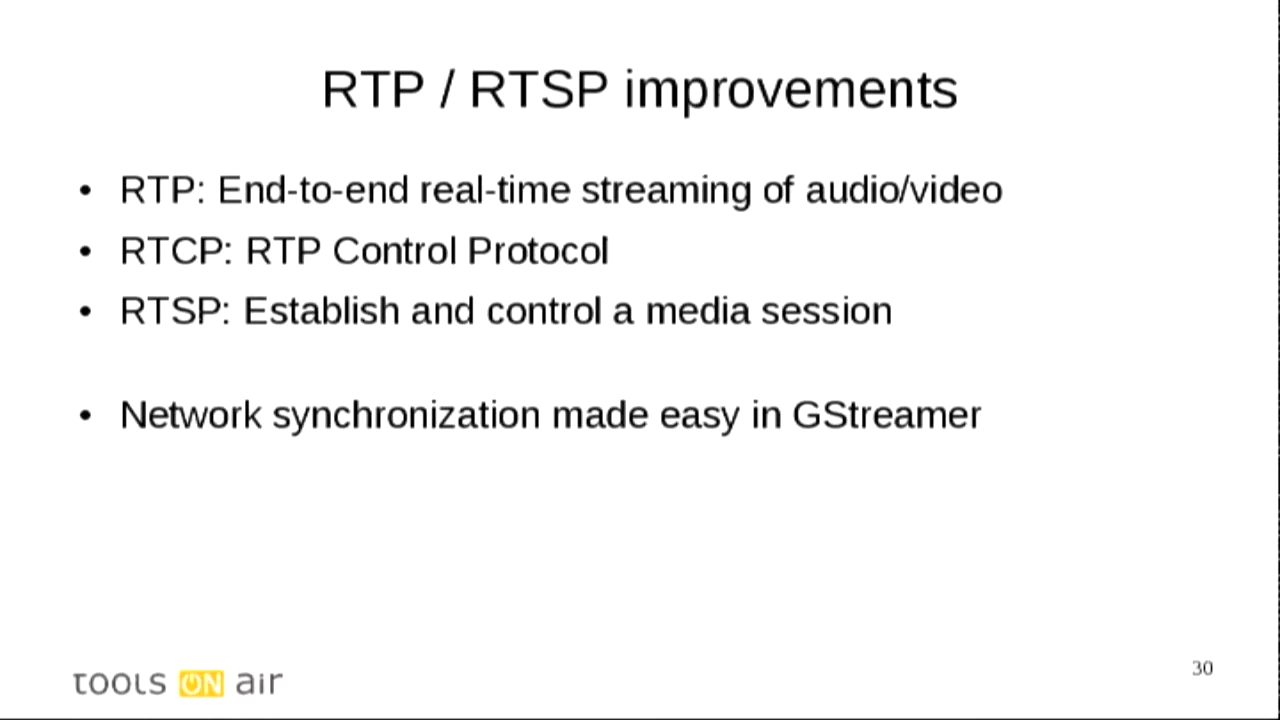 RTP / RTSP improvements
• RTP: End-to-end real-time streaming of audio/video
• RTCP: RTP Control Protocol
• RTSP: Establish and control a media session
• Network synchronization made easy in GStreamer
TOOLS ON aIr
30